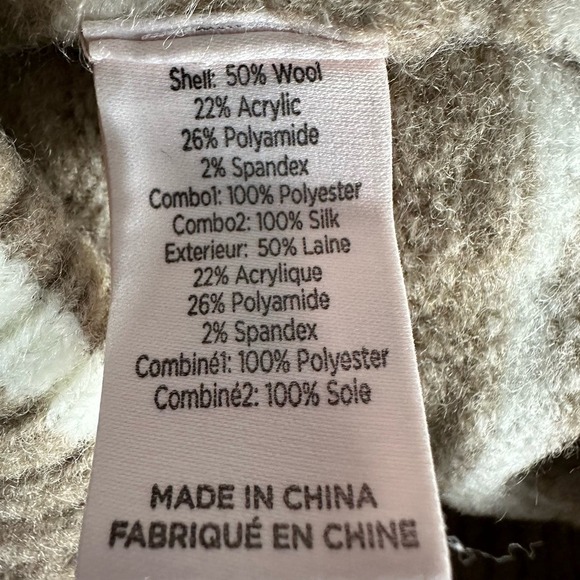 Shell: 50% Wool
22% Acrylic
26% Polyamide
2% Spandex
Combo1: 100% Polyester
Combo2: 100% Silk
Exterieur: 50% Laine
22% Acrylique
26% Polyamide
2% Spandex
Combiné1: 100% Polyester
Combiné2: 100% Soie
MADE IN CHINA
FABRIQUÉ EN CHINE